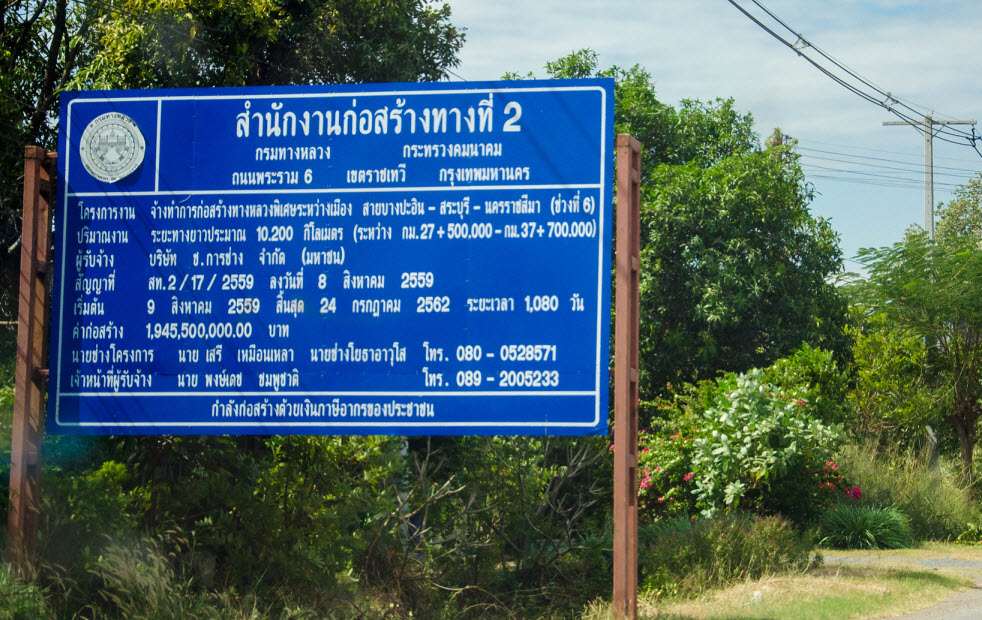 สำนักงานก่อสร้างทางที่ 2
กรมทางหลวง กระทรวงคมนาคม
ถนนพระราม 6 เขตราชเทวี กรุงเทพมหานคร
โครงการงาน จ้างทำการก่อสร้างทางหลวงพิเศษระหว่างเมือง สายบางปะอิน - สระบุรี - นครราชสีมา (ช่วงที่ 6)
ปริมาณงาน ระยะทางยาวประมาณ 10.200 กิโลเมตร (ระหว่าง กม.27+500.000-กม.37+700.000)
ผู้รับจ้าง บริษัท ช.การช่าง จำกัด (มหาชน)
สัญญาที่ สท.2/17/2559 ลงวันที่ 8 สิงหาคม 2559
เริ่มต้น 9 สิงหาคม 2559 สิ้นสุด 24 กรกฎาคม 2562 ระยะเวลา 1,080 วัน
ค่าก่อสร้าง 1,945,500,000.00 บาท
นายช่างโครงการ นาย เสรี เหมือนเหลา นายช่างโยธาอาวุโส โทร. 080 - 0528571
เจ้าหน้าที่ผู้รับจ้าง นาย พงษ์เดช ชมพูชาติ โทร. 089 - 2005233
กำลังก่อสร้างด้วยเงินภาษีอากรของประชาชน